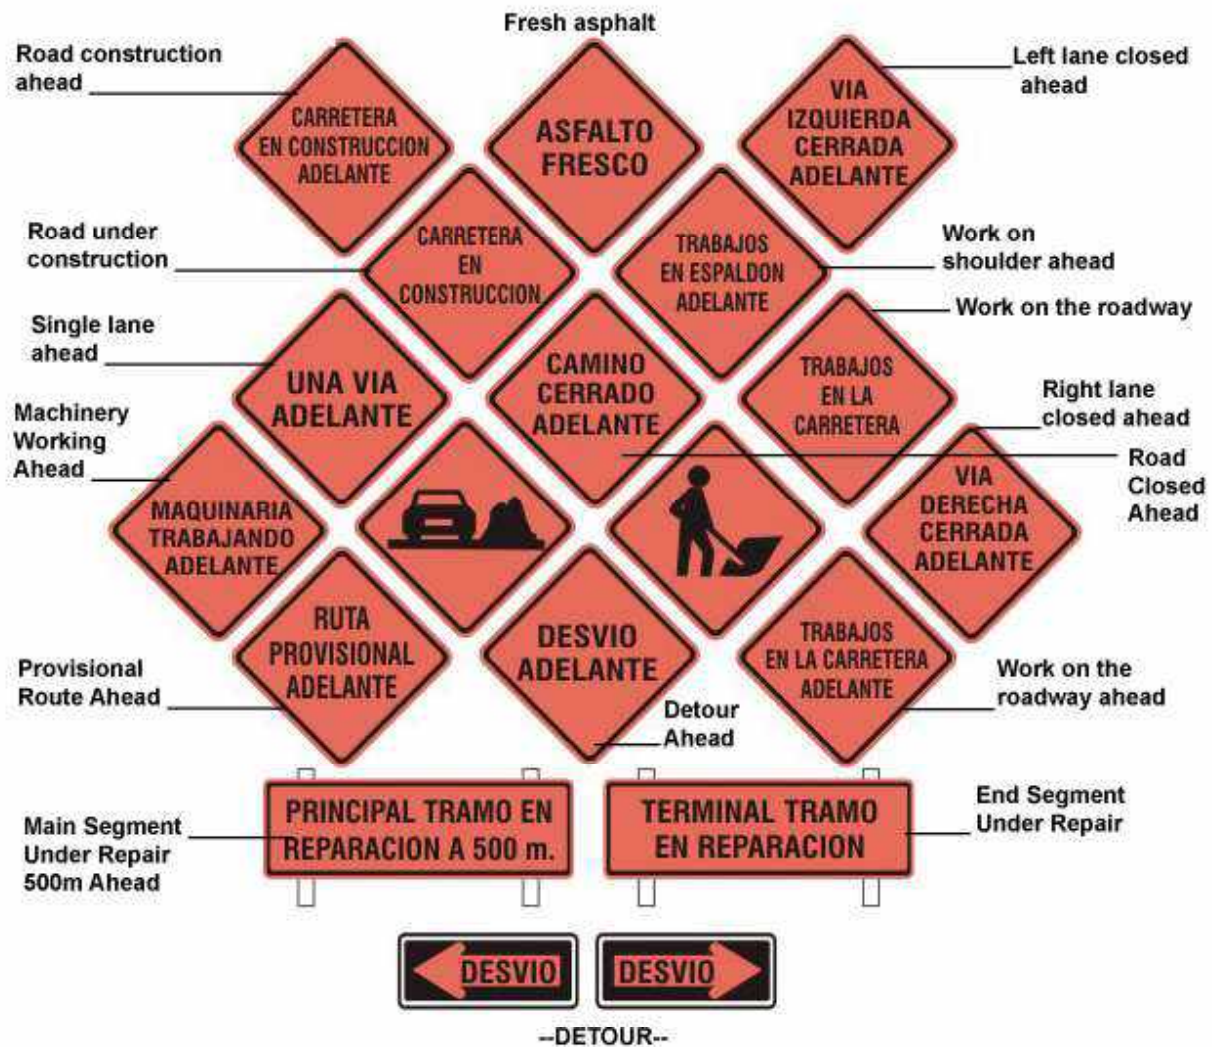 Fresh asphalt
Road construction
ahead
CARRETERA
EN CONSTRUCCION
ADELANTE
ASFALTO
FRESCO
VIA
IZQUIERDA
CERRADA
ADELANTE
Left lane closed
ahead
Road under
construction
CARRETERA
EN
CONSTRUCCION
TRABAJOS
EN ESPALDON
ADELANTE
Work on
shoulder ahead
Work on the roadway
Single lane
ahead
UNA VIA
ADELANTE
CAMINO
CERRADO
ADELANTE
TRABAJOS
EN LA
CARRETERA
Right lane
closed ahead
Machinery
Working
Ahead
MAQUINARIA
TRABAJANDO
ADELANTE
VIA
DERECHA
CERRADA
ADELANTE
Road
Closed
Ahead
Provisional
Route Ahead
RUTA
PROVISIONAL
ADELANTE
DESVIO
ADELANTE
Detour
Ahead
TRABAJOS
EN LA CARRETERA
ADELANTE
Work on the
roadway ahead
Main Segment
Under Repair
500m Ahead
PRINCIPAL TRAMO EN
REPARACION A 500 m.
TERMINAL TRAMO
EN REPARACION
End Segment
Under Repair
DESVIO
DESVIO
--DETOUR--